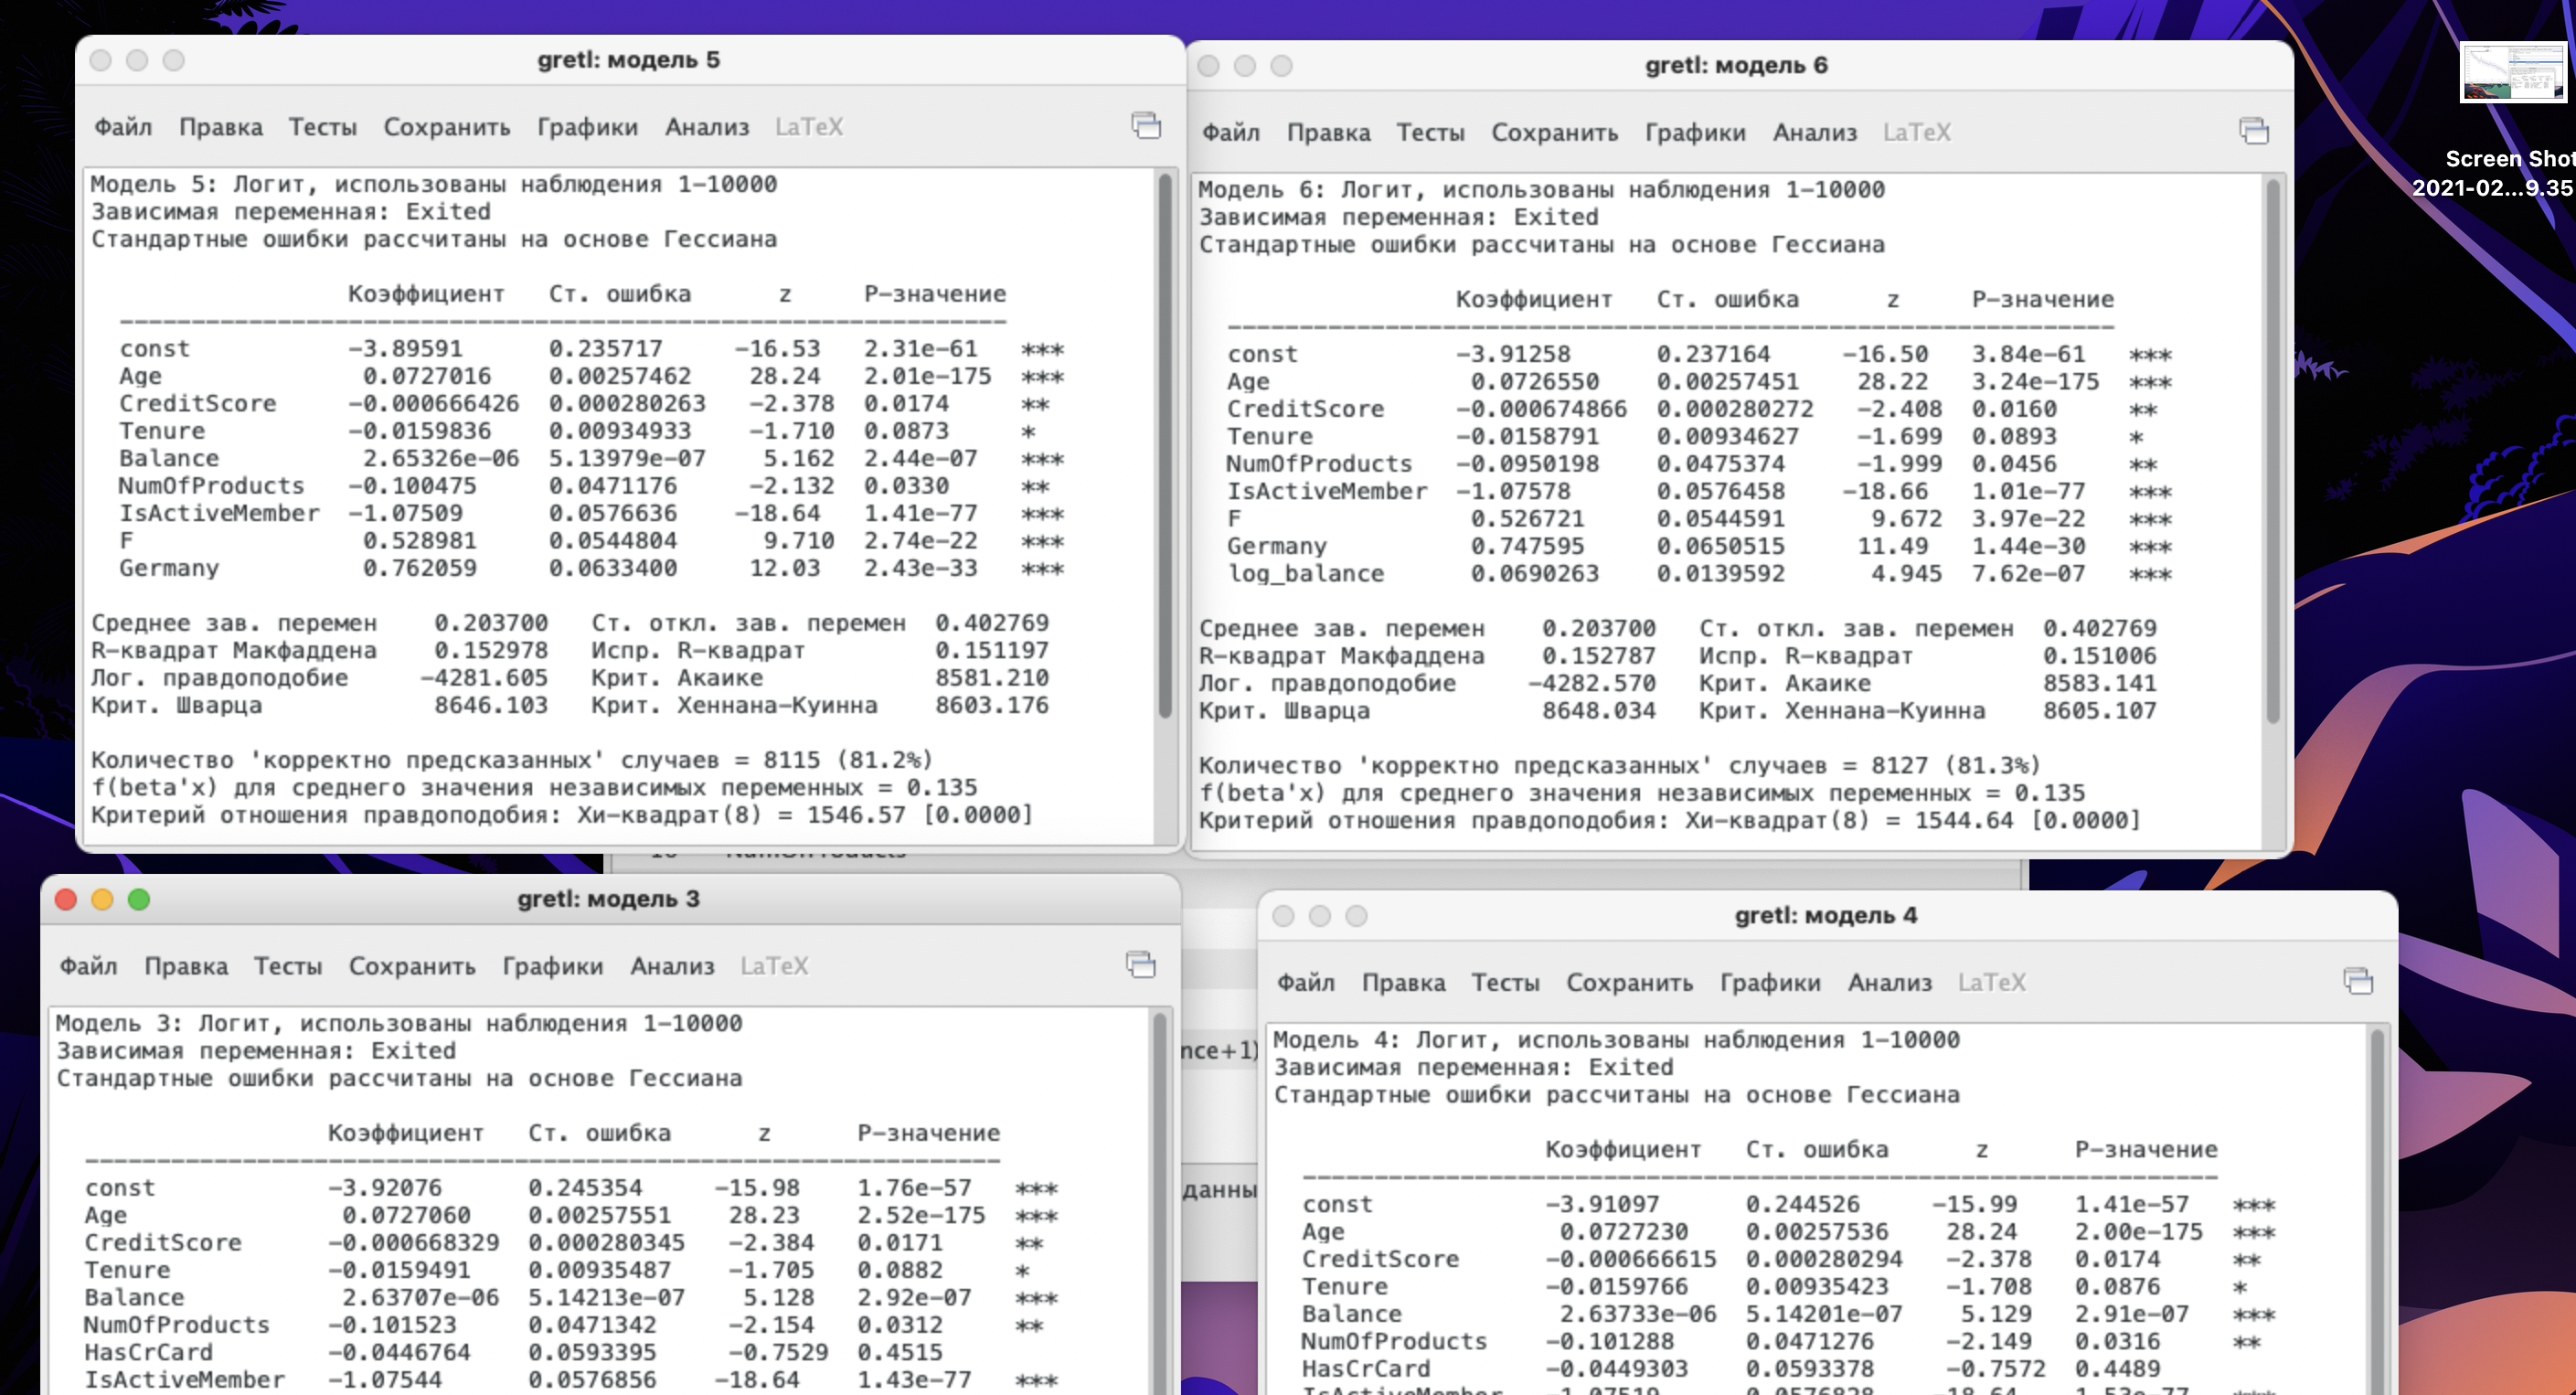 gretl: модель 5
Файл Правка Тесты Сохранить Графики Анализ LaTeX
Модель 5: Логит, использованы наблюдения 1-10000
Зависимая переменная: Exited
Стандартные ошибки рассчитаны на основе Гессиана
Коэффициент Ст. ошибка z P-значение
const -3.89591 0.235717 -16.53 2.31e-61 ***
Age 0.0727016 0.00257462 28.24 2.01e-175 ***
CreditScore -0.000666426 0.000280263 -2.378 0.0174 **
Tenure -0.0159836 0.00934933 -1.710 0.0873 *
Balance 2.65326e-06 5.13979e-07 5.162 2.44e-07 ***
NumOfProducts -0.100475 0.0471176 -2.132 0.0330 **
IsActiveMember -1.07509 0.0576636 -18.64 1.41e-77 ***
F 0.528981 0.0544804 9.710 2.74e-22 ***
Germany 0.762059 0.0633400 12.03 2.43e-33 ***
Среднее зав. перемен 0.203700 Ст. откл. зав. перемен 0.402769
R-квадрат Макфаддена 0.152978 Испр. R-квадрат 0.151197
Лог. правдоподобие -4281.605 Крит. Акаике 8581.210
Крит. Шварца 8646.103 Крит. Хеннана-Куинна 8603.176
Количество 'корректно предсказанных' случаев = 8115 (81.2%)
f(beta'x) для среднего значения независимых переменных = 0.135
Критерий отношения правдоподобия: Хи-квадрат(8) = 1546.57 [0.0000]
gretl: модель 6
Файл Правка Тесты Сохранить Графики Анализ LaTeX
Модель 6: Логит, использованы наблюдения 1-10000
Зависимая переменная: Exited
Стандартные ошибки рассчитаны на основе Гессиана
Коэффициент Ст. ошибка z P-значение
const -3.91258 0.237164 -16.50 3.84e-61 ***
Age 0.0726550 0.00257451 28.22 3.24e-175 ***
CreditScore -0.000674866 0.000280272 -2.408 0.0160 **
Tenure -0.0158791 0.00934627 -1.699 0.0893 *
NumOfProducts -0.0950198 0.0475374 -1.999 0.0456 **
IsActiveMember -1.07578 0.0576458 -18.66 1.01e-77 ***
F 0.526721 0.0544591 9.672 3.97e-22 ***
Germany 0.747595 0.0650515 11.49 1.44e-30 ***
log_balance 0.0690263 0.0139592 4.945 7.62e-07 ***
Среднее зав. перемен 0.203700 Ст. откл. зав. перемен 0.402769
R-квадрат Макфаддена 0.152787 Испр. R-квадрат 0.151006
Лог. правдоподобие -4282.570 Крит. Акаике 8583.141
Крит. Шварца 8648.034 Крит. Хеннана-Куинна 8605.107
Количество 'корректно предсказанных' случаев = 8127 (81.3%)
f(beta'x) для среднего значения независимых переменных = 0.135
Критерий отношения правдоподобия: Хи-квадрат(8) = 1544.64 [0.0000]
Screen Shot
2021-02...9.35
gretl: модель 3
Файл Правка Тесты Сохранить Графики Анализ LaTeX
Модель 3: Логит, использованы наблюдения 1-10000
Зависимая переменная: Exited
Стандартные ошибки рассчитаны на основе Гессиана
Коэффициент Ст. ошибка z P-значение
const -3.92076 0.245354 -15.98 1.76e-57 ***
Age 0.0727060 0.00257551 28.23 2.52e-175 ***
CreditScore -0.000668329 0.000280345 -2.384 0.0171 **
Tenure -0.0159491 0.00935487 -1.705 0.0882 *
Balance 2.63707e-06 5.14213e-07 5.128 2.92e-07 ***
NumOfProducts -0.101523 0.0471342 -2.154 0.0312 **
HasCrCard -0.0446764 0.0593395 -0.7529 0.4515
IsActiveMember -1.07544 0.0576856 -18.64 1.43e-77 ***
nce+1)
данны
gretl: модель 4
Файл Правка Тесты Сохранить Графики Анализ LaTeX
Модель 4: Логит, использованы наблюдения 1-10000
Зависимая переменная: Exited
Стандартные ошибки рассчитаны на основе Гессиана
Коэффициент Ст. ошибка z P-значение
const -3.91097 0.244526 -15.99 1.41e-57 ***
Age 0.0727230 0.00257536 28.24 2.00e-175 ***
CreditScore -0.000666615 0.000280294 -2.378 0.0174 **
Tenure -0.0159766 0.00935423 -1.708 0.0876 *
Balance 2.63733e-06 5.14201e-07 5.129 2.91e-07 ***
NumOfProducts -0.101288 0.0471276 -2.149 0.0316 **
HasCrCard -0.0449303 0.0593378 -0.7572 0.4489